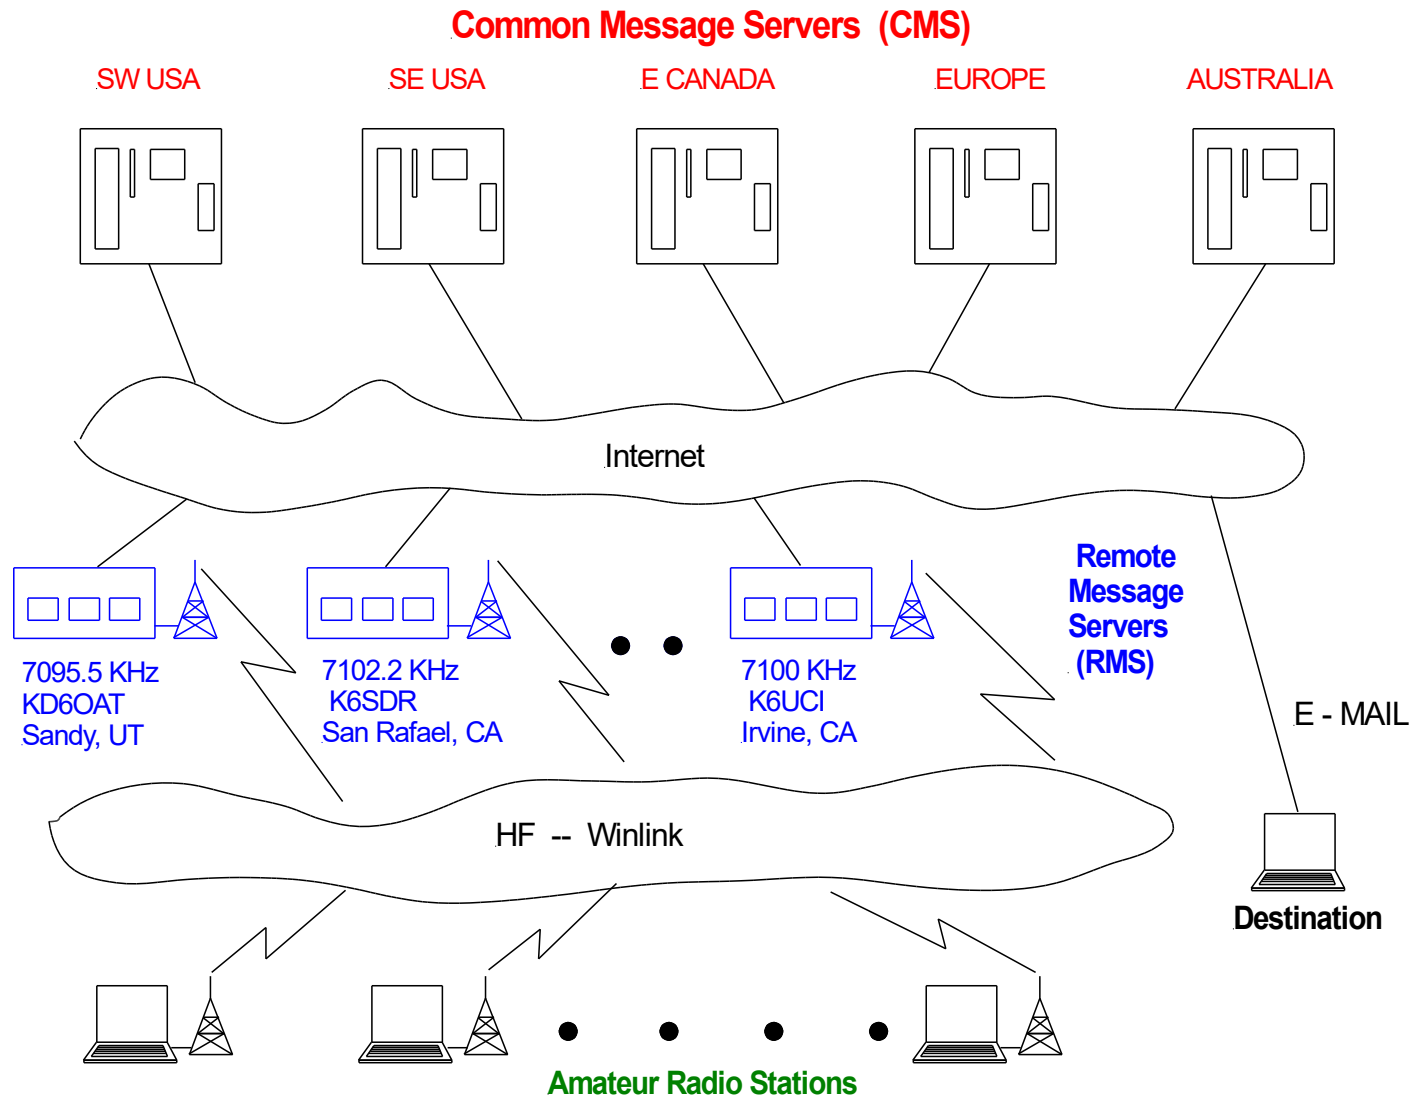 Common Message Servers (CMS)
SW USA
SE USA
E CANADA
EUROPE
AUSTRALIA
Internet
Remote
Message
Servers
(RMS)
7095.5 KHz
KD6OAT
Sandy, UT
7102.2 KHz
K6SDR
San Rafael, CA
7100 KHz
K6UCI
Irvine, CA
E - MAIL
HF -- Winlink
Destination
Amateur Radio Stations